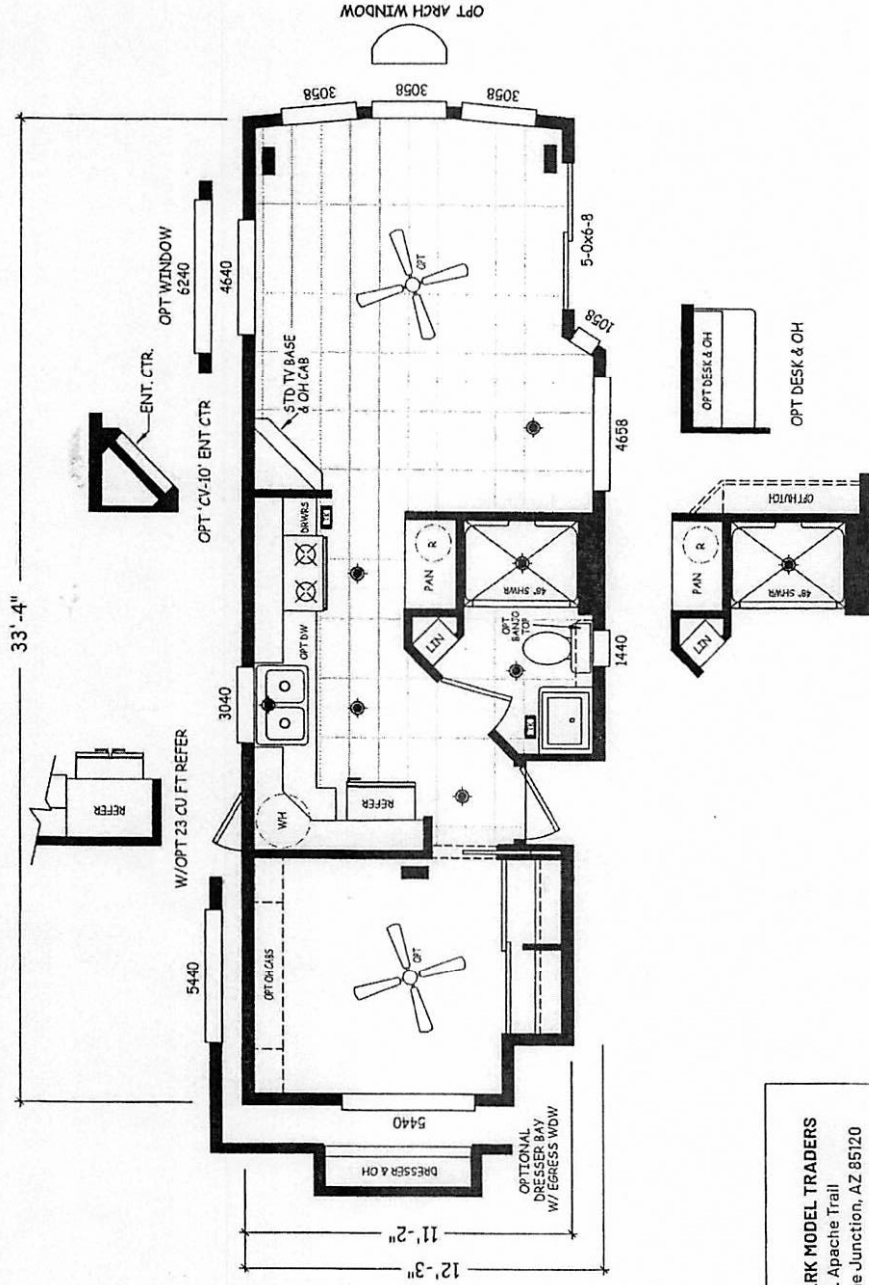 33'-4"
OPT ARCH WINDOW
3058
3058
3058
OPT WINDOW
6240
4640
ENT. CTR.
OPT 'CV-10' ENT CTR
STD TV BASE
& OH CAB
OPT
5-0x6-8
1058
4658
OPT DESK & OH
OPT DESK & OH
W/OPT 23 CU FT REFER
REFER
3040
DRWRS
OPT DW
PAN
R
48" SHWR
LIN
OPT
BANJO
TOP
1440
WH
REFER
PAN
R
48" SHWR
LIN
OPT HUTCH
5440
OPT OH CABS
OPT
5440
DRESSER & OH
OPTIONAL
DRESSER BAY
W/ EGRESS WDW
11'-2"
12'-3"
RK MODEL TRADERS
. Apache Trail
e Junction, AZ 85120